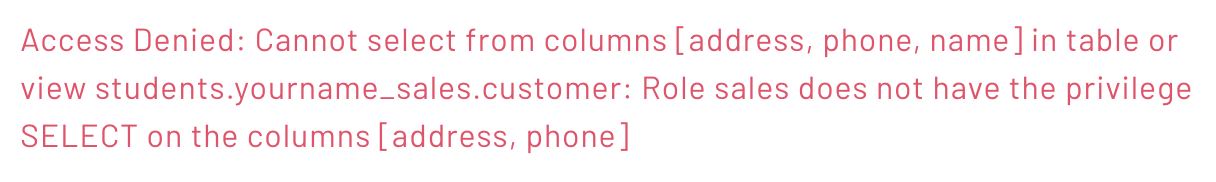 Access Denied: Cannot select from columns [address, phone, name] in table or
view students.yourname_sales.customer: Role sales does not have the privilege
SELECT on the columns [address, phone]